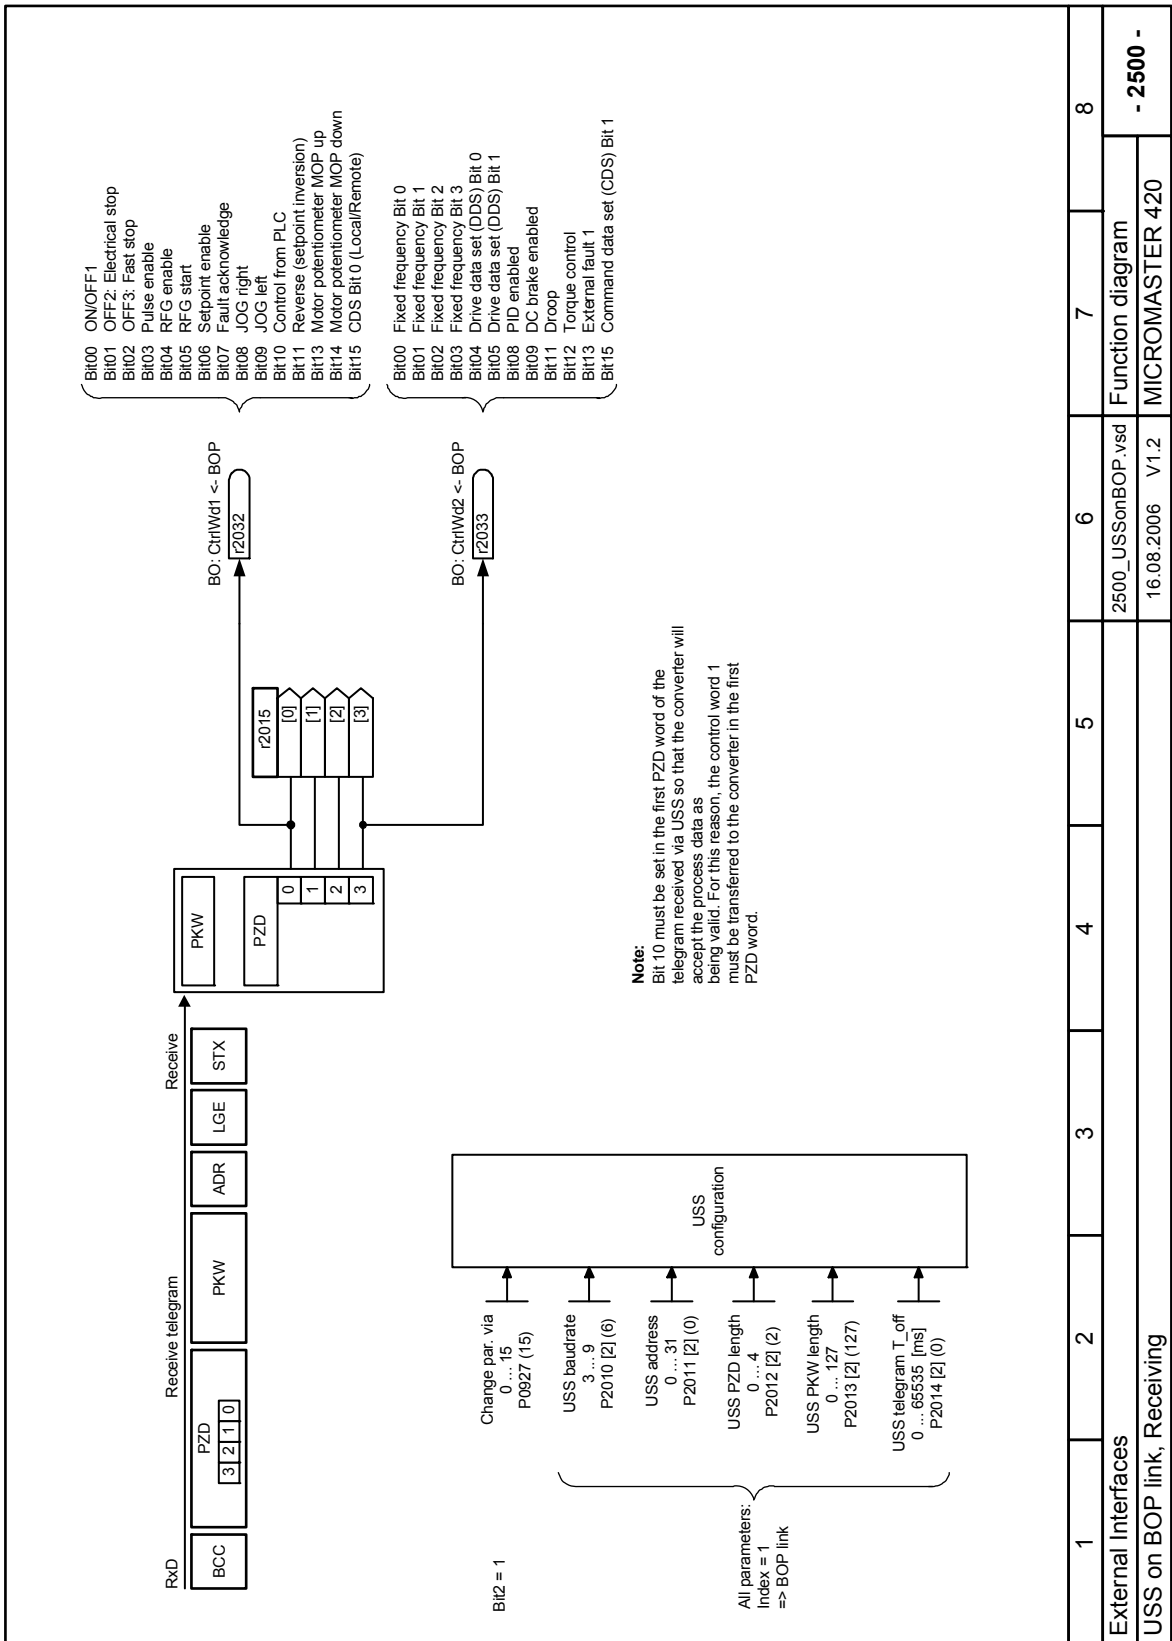 RxD
Receive telegram
Receive
BCC
PZD
3 2 1 0
PKW
ADR
LGE
STX
PKW
PZD
0
1
2
3
r2015
[0]
[1]
[2]
[3]
BO: CtrlWd1 <- BOP
r2032
BO: CtrlWd2 <- BOP
r2033
Bit00 ON/OFF1
Bit01 OFF2: Electrical stop
Bit02 OFF3: Fast stop
Bit03 Pulse enable
Bit04 RFG enable
Bit05 RFG start
Bit06 Setpoint enable
Bit07 Fault acknowledge
Bit08 JOG right
Bit09 JOG left
Bit10 Control from PLC
Bit11 Reverse (setpoint inversion)
Bit13 Motor potentiometer MOP up
Bit14 Motor potentiometer MOP down
Bit15 CDS Bit 0 (Local/Remote)
Bit00 Fixed frequency Bit 0
Bit01 Fixed frequency Bit 1
Bit02 Fixed frequency Bit 2
Bit03 Fixed frequency Bit 3
Bit04 Drive data set (DDS) Bit 0
Bit05 Drive data set (DDS) Bit 1
Bit08 PID enabled
Bit09 DC brake enabled
Bit11 Droop
Bit12 Torque control
Bit13 External fault 1
Bit15 Command data set (CDS) Bit 1
Bit2 = 1
Change par. via
0 ... 15
P0927 (15)
USS baudrate
3 ... 9
P2010 [2] (6)
USS address
0 ... 31
P2011 [2] (0)
USS PZD length
0 ... 4
P2012 [2] (2)
USS PKW length
0 ... 127
P2013 [2] (127)
USS telegram T_off
0 ... 65535 [ms]
P2014 [2] (0)
All parameters:
Index = 1
=> BOP link
USS
configuration
Note:
Bit 10 must be set in the first PZD word of the
telegram received via USS so that the converter will
accept the process data as
being valid. For this reason, the control word 1
must be transferred to the converter in the first
PZD word.
1 2 3 4 5 6 7 8
External Interfaces
2500_USSonBOP.vsd
Function diagram
- 2500 -
USS on BOP link, Receiving
16.08.2006 V1.2
MICROMASTER 420